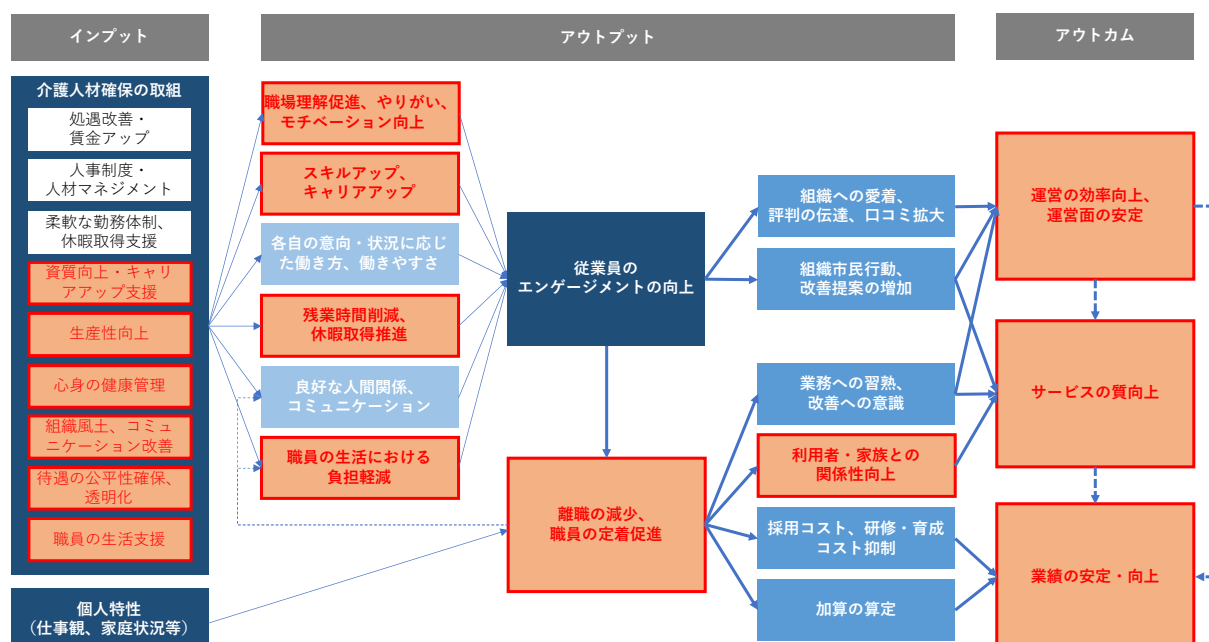 インプット
アウトプット
アウトカム
介護人材確保の取組
処遇改善・
賃金アップ
人事制度・
人材マネジメント
柔軟な勤務体制、
休暇取得支援
資質向上・キャリ
アアップ支援
生産性向上
心身の健康管理
組織風土、コミュ
ニケーション改善
待遇の公平性確保、
透明化
職員の生活支援
個人特性
（仕事観、家庭状況等）
職場理解促進、やりがい、
モチベーション向上
スキルアップ、
キャリアアップ
各自の意向・状況に応じ
た働き方、働きやすさ
残業時間削減、
休暇取得推進
良好な人間関係、
コミュニケーション
職員の生活における
負担軽減
従業員の
エンゲージメントの向上
離職の減少、
職員の定着促進
組織への愛着、
評判の伝達、口コミ拡大
組織市民行動、
改善提案の増加
業務への習熟、
改善への意識
利用者・家族との
関係性向上
採用コスト、研修・育成
コスト抑制
加算の算定
運営の効率向上、
運営面の安定
サービスの質向上
業績の安定・向上